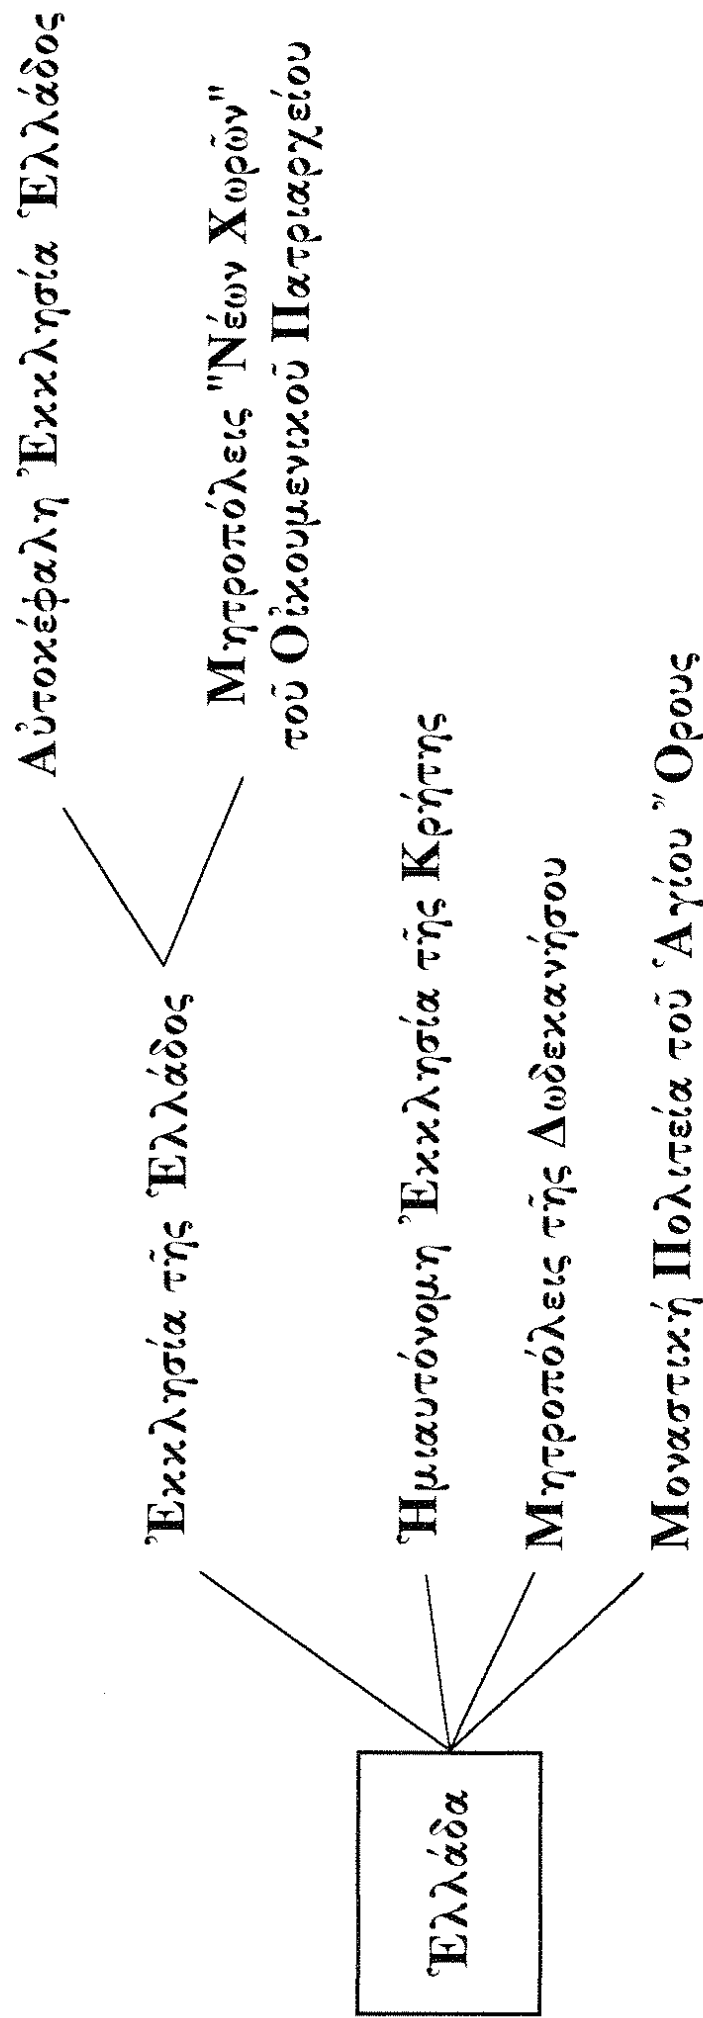 Αὐτοκέφαλη Ἐκκλησία Ἑλλάδος
Ἐκκλησία τῆς Ἑλλάδος
Μητροπόλεις "Νέων Χωρῶν"
τοῦ Οἰκουμενικοῦ Πατριαρχείου
Ἑλλάδα
Ἡμιαυτόνομη Ἐκκλησία τῆς Κρήτης
Μητροπόλεις τῆς Δωδεκανήσου
Μοναστική Πολιτεία τοῦ Ἁγίου Ὄρους